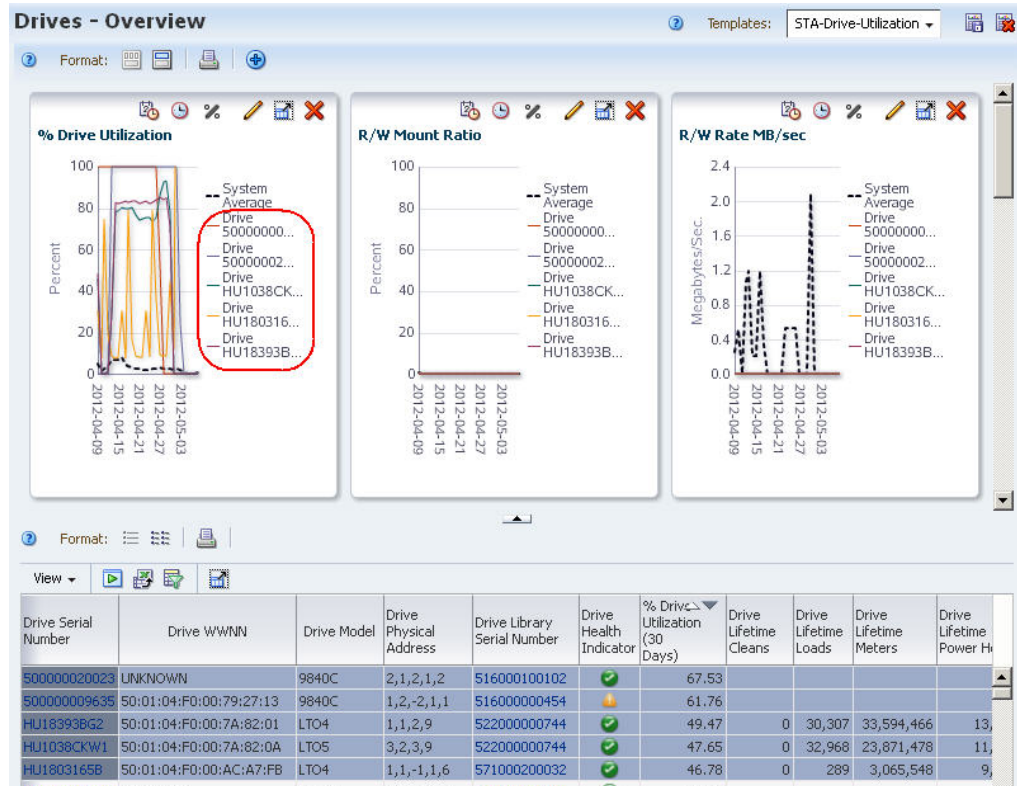 Drives - Overview
Templates: STA-Drive-Utilization
Format:
% Drive Utilization
100
80
60
40
20
0
Percent
2012-04-09
2012-04-15
2012-04-21
2012-04-27
2012-05-03
System
Average
Drive
50000000...
Drive
50000002...
Drive
HU1038CK...
Drive
HU180316...
Drive
HU18393B...
R/W Mount Ratio
100
80
60
40
20
0
Percent
2012-04-09
2012-04-15
2012-04-21
2012-04-27
2012-05-03
System
Average
Drive
50000000...
Drive
50000002...
Drive
HU1038CK...
Drive
HU180316...
Drive
HU18393B...
R/W Rate MB/sec
2.4
2.0
1.6
1.2
0.8
0.4
0.0
Megabytes/Sec.
2012-04-09
2012-04-15
2012-04-21
2012-04-27
2012-05-03
System
Average
Drive
50000000...
Drive
50000002...
Drive
HU1038CK...
Drive
HU180316...
Drive
HU18393B...
Format:
View
Drive Serial Number
Drive WWNN
Drive Model
Drive Physical Address
Drive Library Serial Number
Drive Health Indicator
% Drive Utilization (30 Days)
Drive Lifetime Cleans
Drive Lifetime Loads
Drive Lifetime Meters
Drive Lifetime Power H
500000020023 UNKNOWN 9840C 2,1,2,1,2 516000100102 67.53
500000009635 50:01:04:F0:00:79:27:13 9840C 1,2,-2,1,1 516000000454 61.76
HU18393BG2 50:01:04:F0:00:7A:82:01 LTO4 1,1,2,9 522000000744 49.47 0 30,307 33,594,466 13,
HU1038CKW1 50:01:04:F0:00:7A:82:0A LTO5 3,2,3,9 522000000744 47.65 0 32,968 23,871,478 11,
HU1803165B 50:01:04:F0:00:AC:A7:FB LTO4 1,1,-1,1,6 571000200032 46.78 0 289 3,065,548 9,